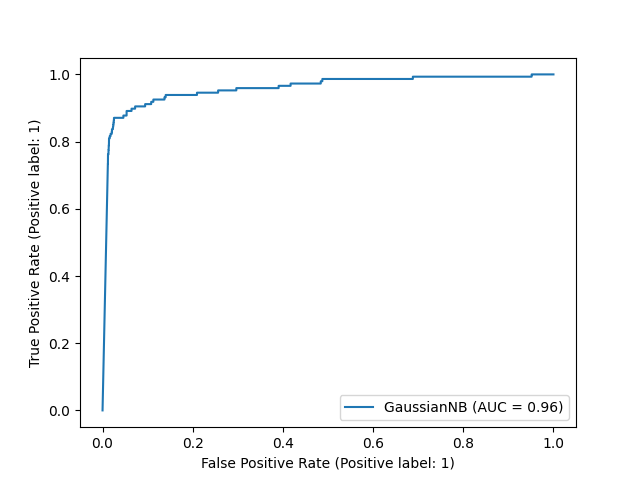 1.0
0.8
0.6
0.4
0.2
0.0
True Positive Rate (Positive label: 1)
GaussianNB (AUC = 0.96)
0.0 0.2 0.4 0.6 0.8 1.0
False Positive Rate (Positive label: 1)